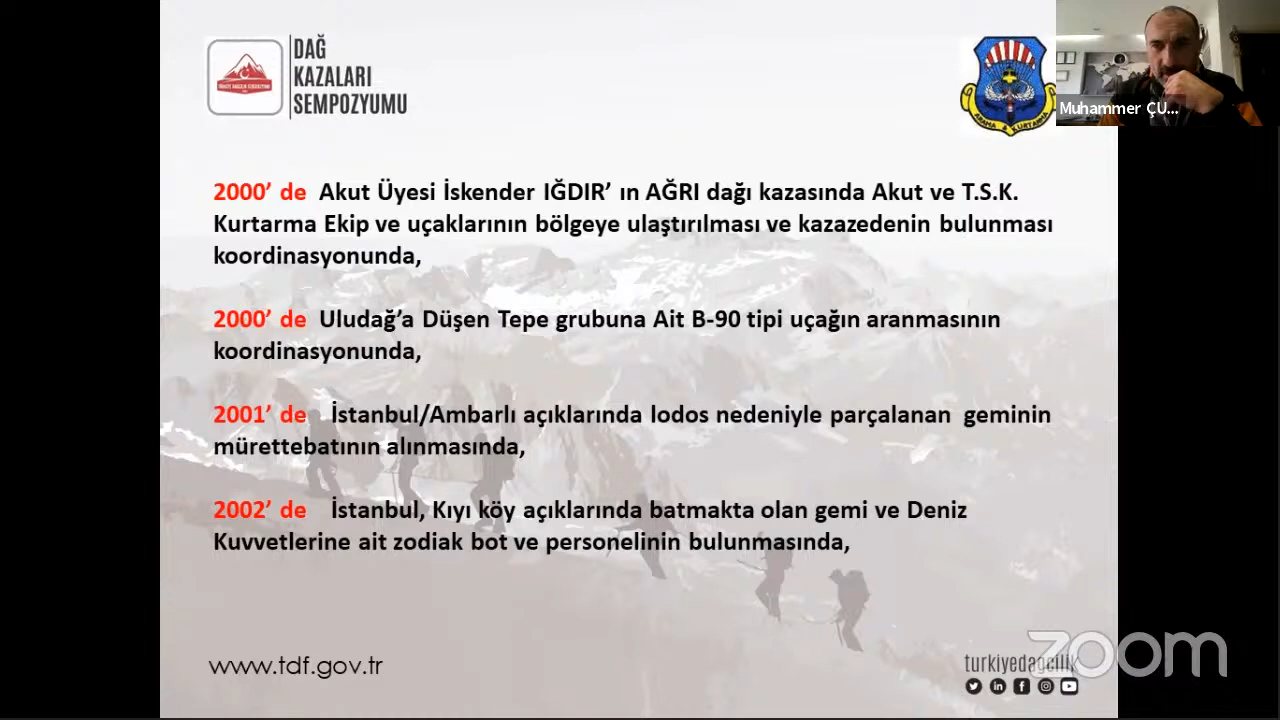 DAĞ
KAZALARI
SEMPOZYUMU
ARAMA & KURTARMA
Muhammer ÇU...
2000’ de Akut Üyesi İskender IĞDIR’ ın AĞRI dağı kazasında Akut ve T.S.K.
Kurtarma Ekip ve uçaklarının bölgeye ulaştırılması ve kazazedenin bulunması
koordinasyonunda,
2000’ de Uludağ’a Düşen Tepe grubuna Ait B-90 tipi uçağın aranmasının
koordinasyonunda,
2001’ de İstanbul/Ambarlı açıklarında lodos nedeniyle parçalanan geminin
mürettebatının alınmasında,
2002’ de İstanbul, Kıyı köy açıklarında batmakta olan gemi ve Deniz
Kuvvetlerine ait zodiak bot ve personelinin bulunmasında,
www.tdf.gov.tr
turkiyedagcilik
zoom